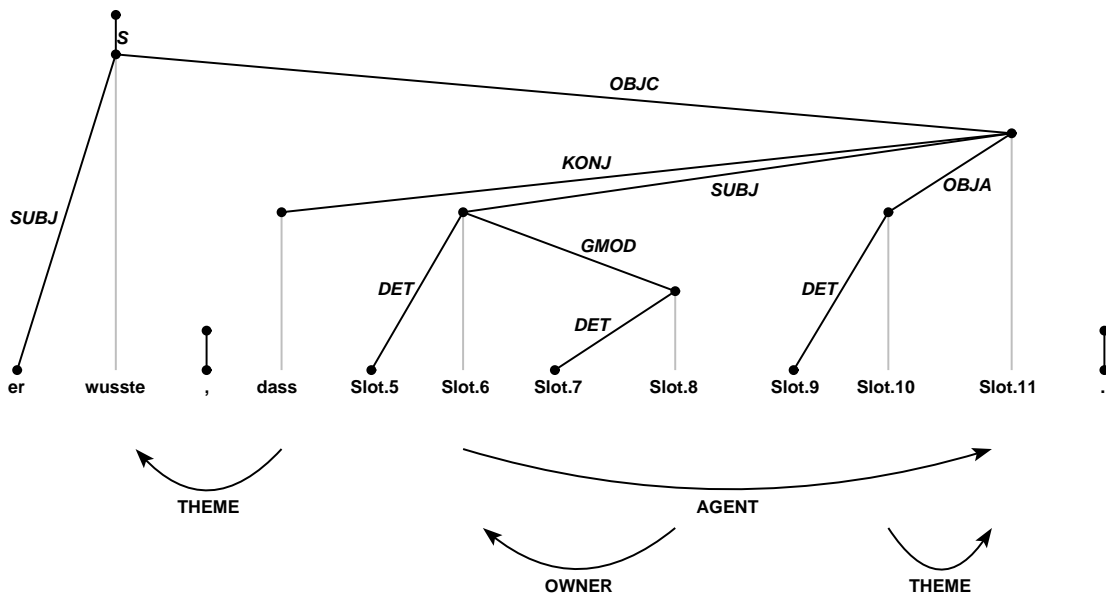 S
OBJC
KONJ
SUBJ
OBJA
SUBJ
GMOD
DET
DET
DET
er wusste , dass Slot.5 Slot.6 Slot.7 Slot.8 Slot.9 Slot.10 Slot.11 .
THEME AGENT
OWNER THEME